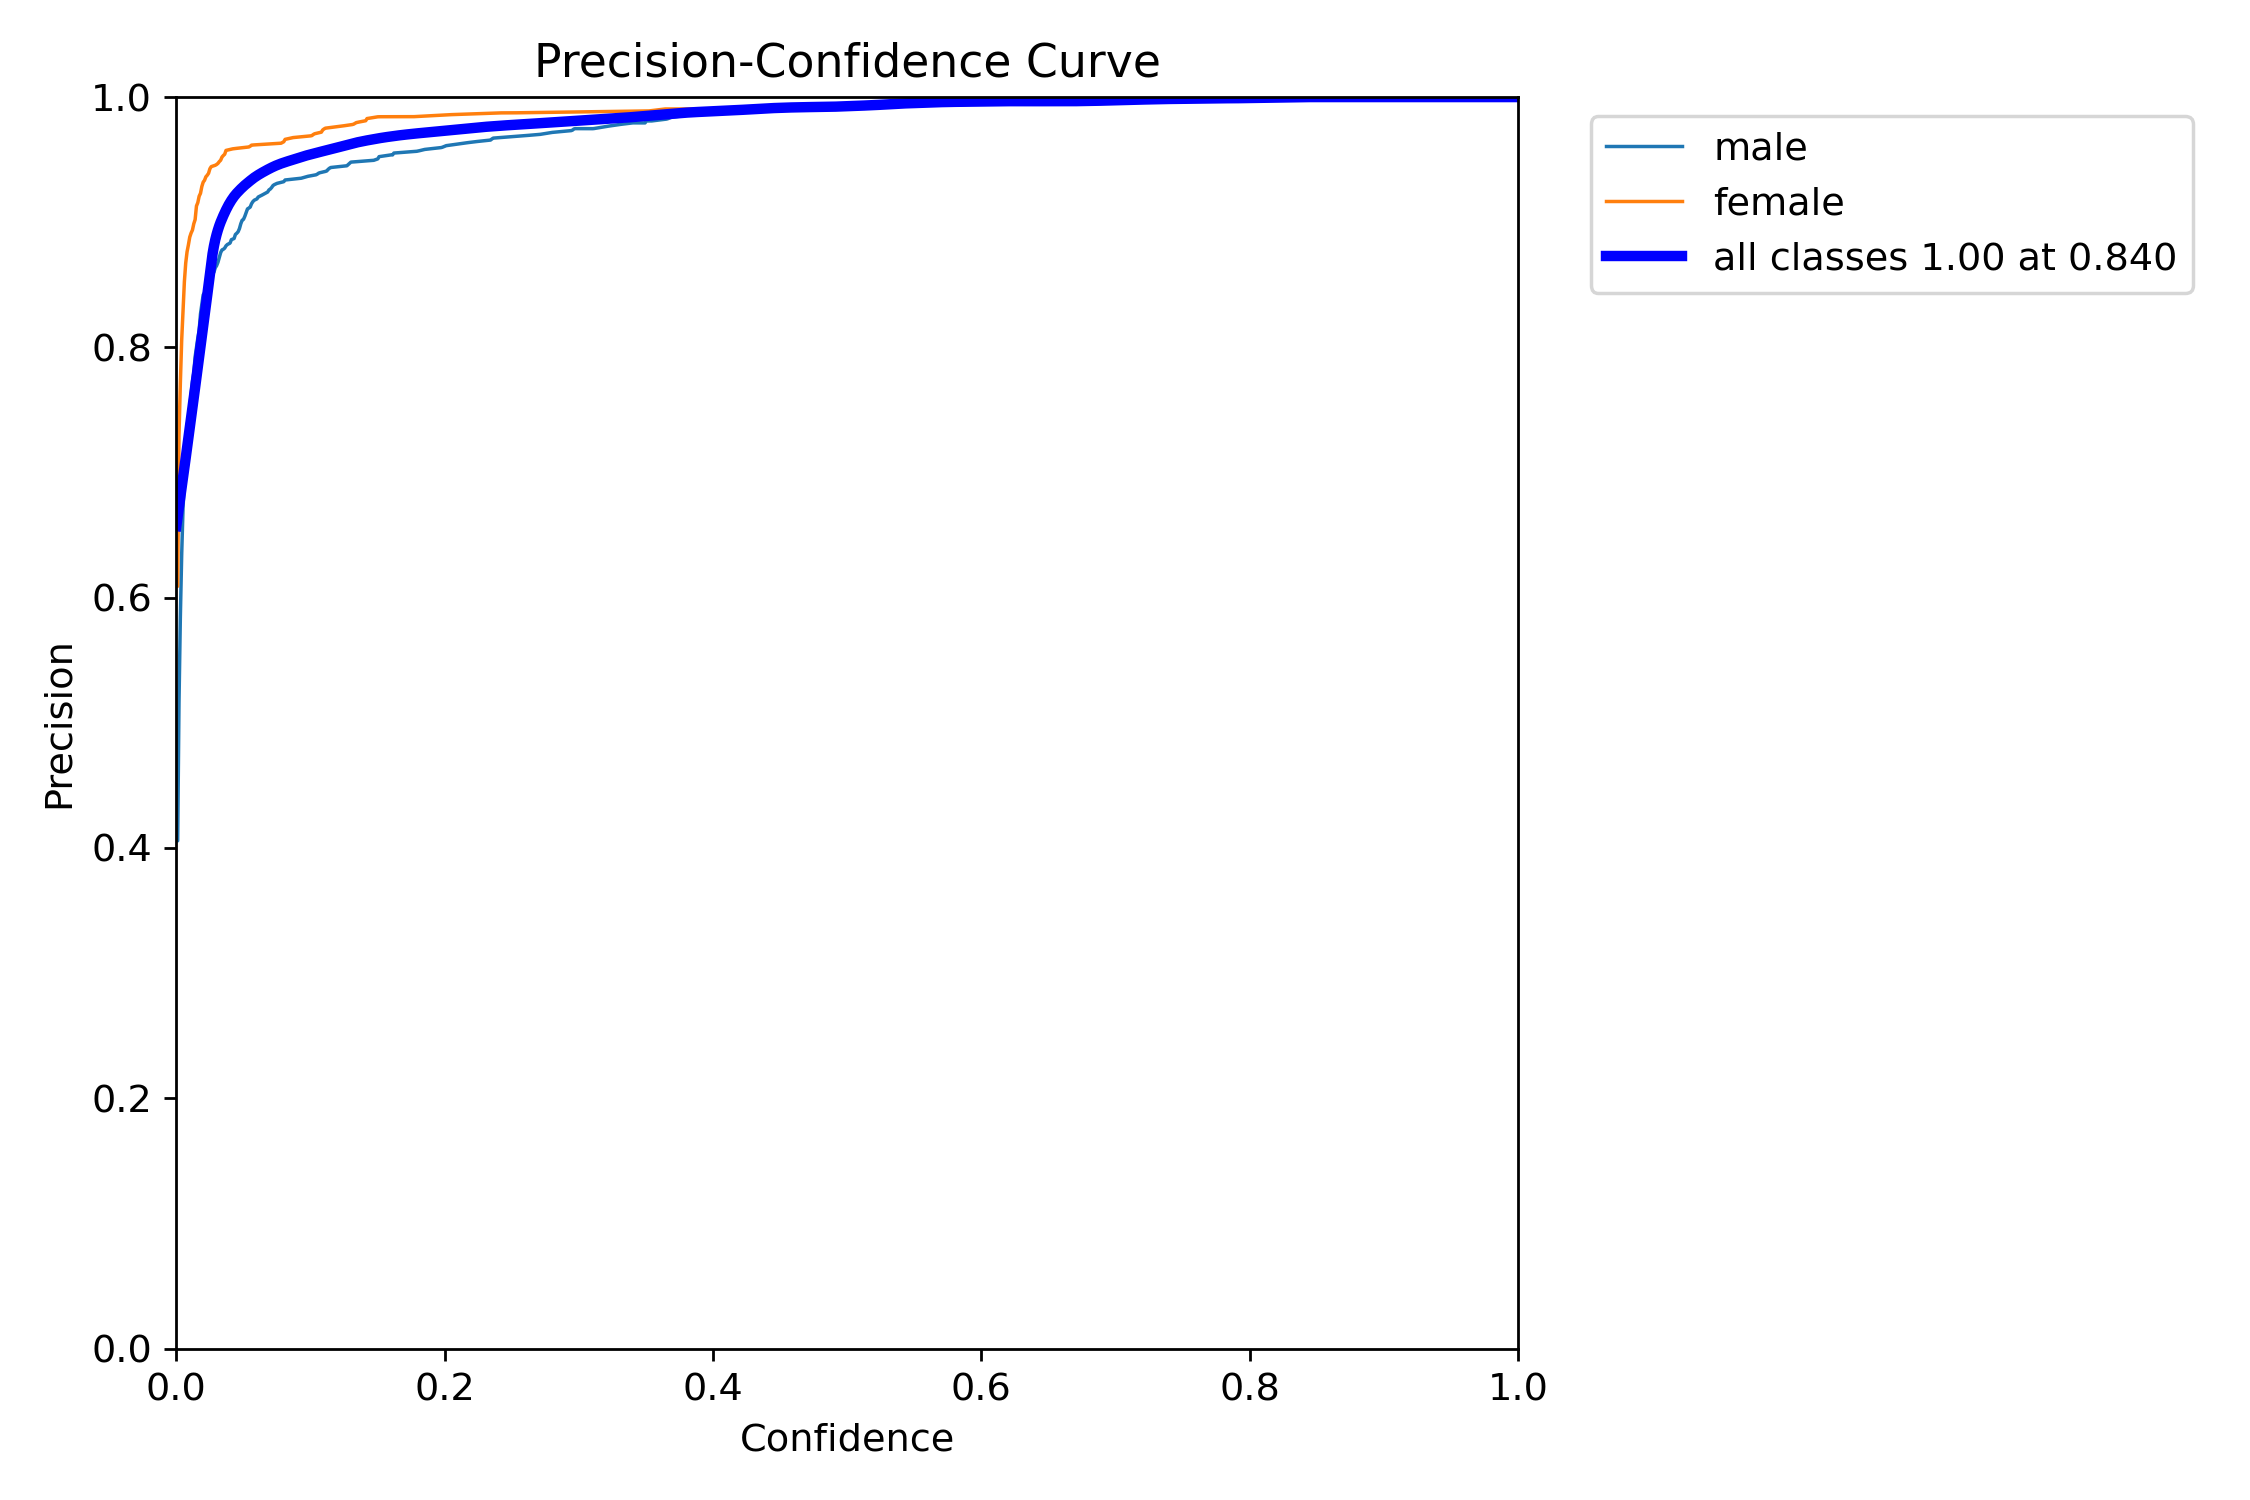 Precision-Confidence Curve
1.0
0.8
0.6
0.4
0.2
0.0
Precision
0.0 0.2 0.4 0.6 0.8 1.0
Confidence
male
female
all classes 1.00 at 0.840